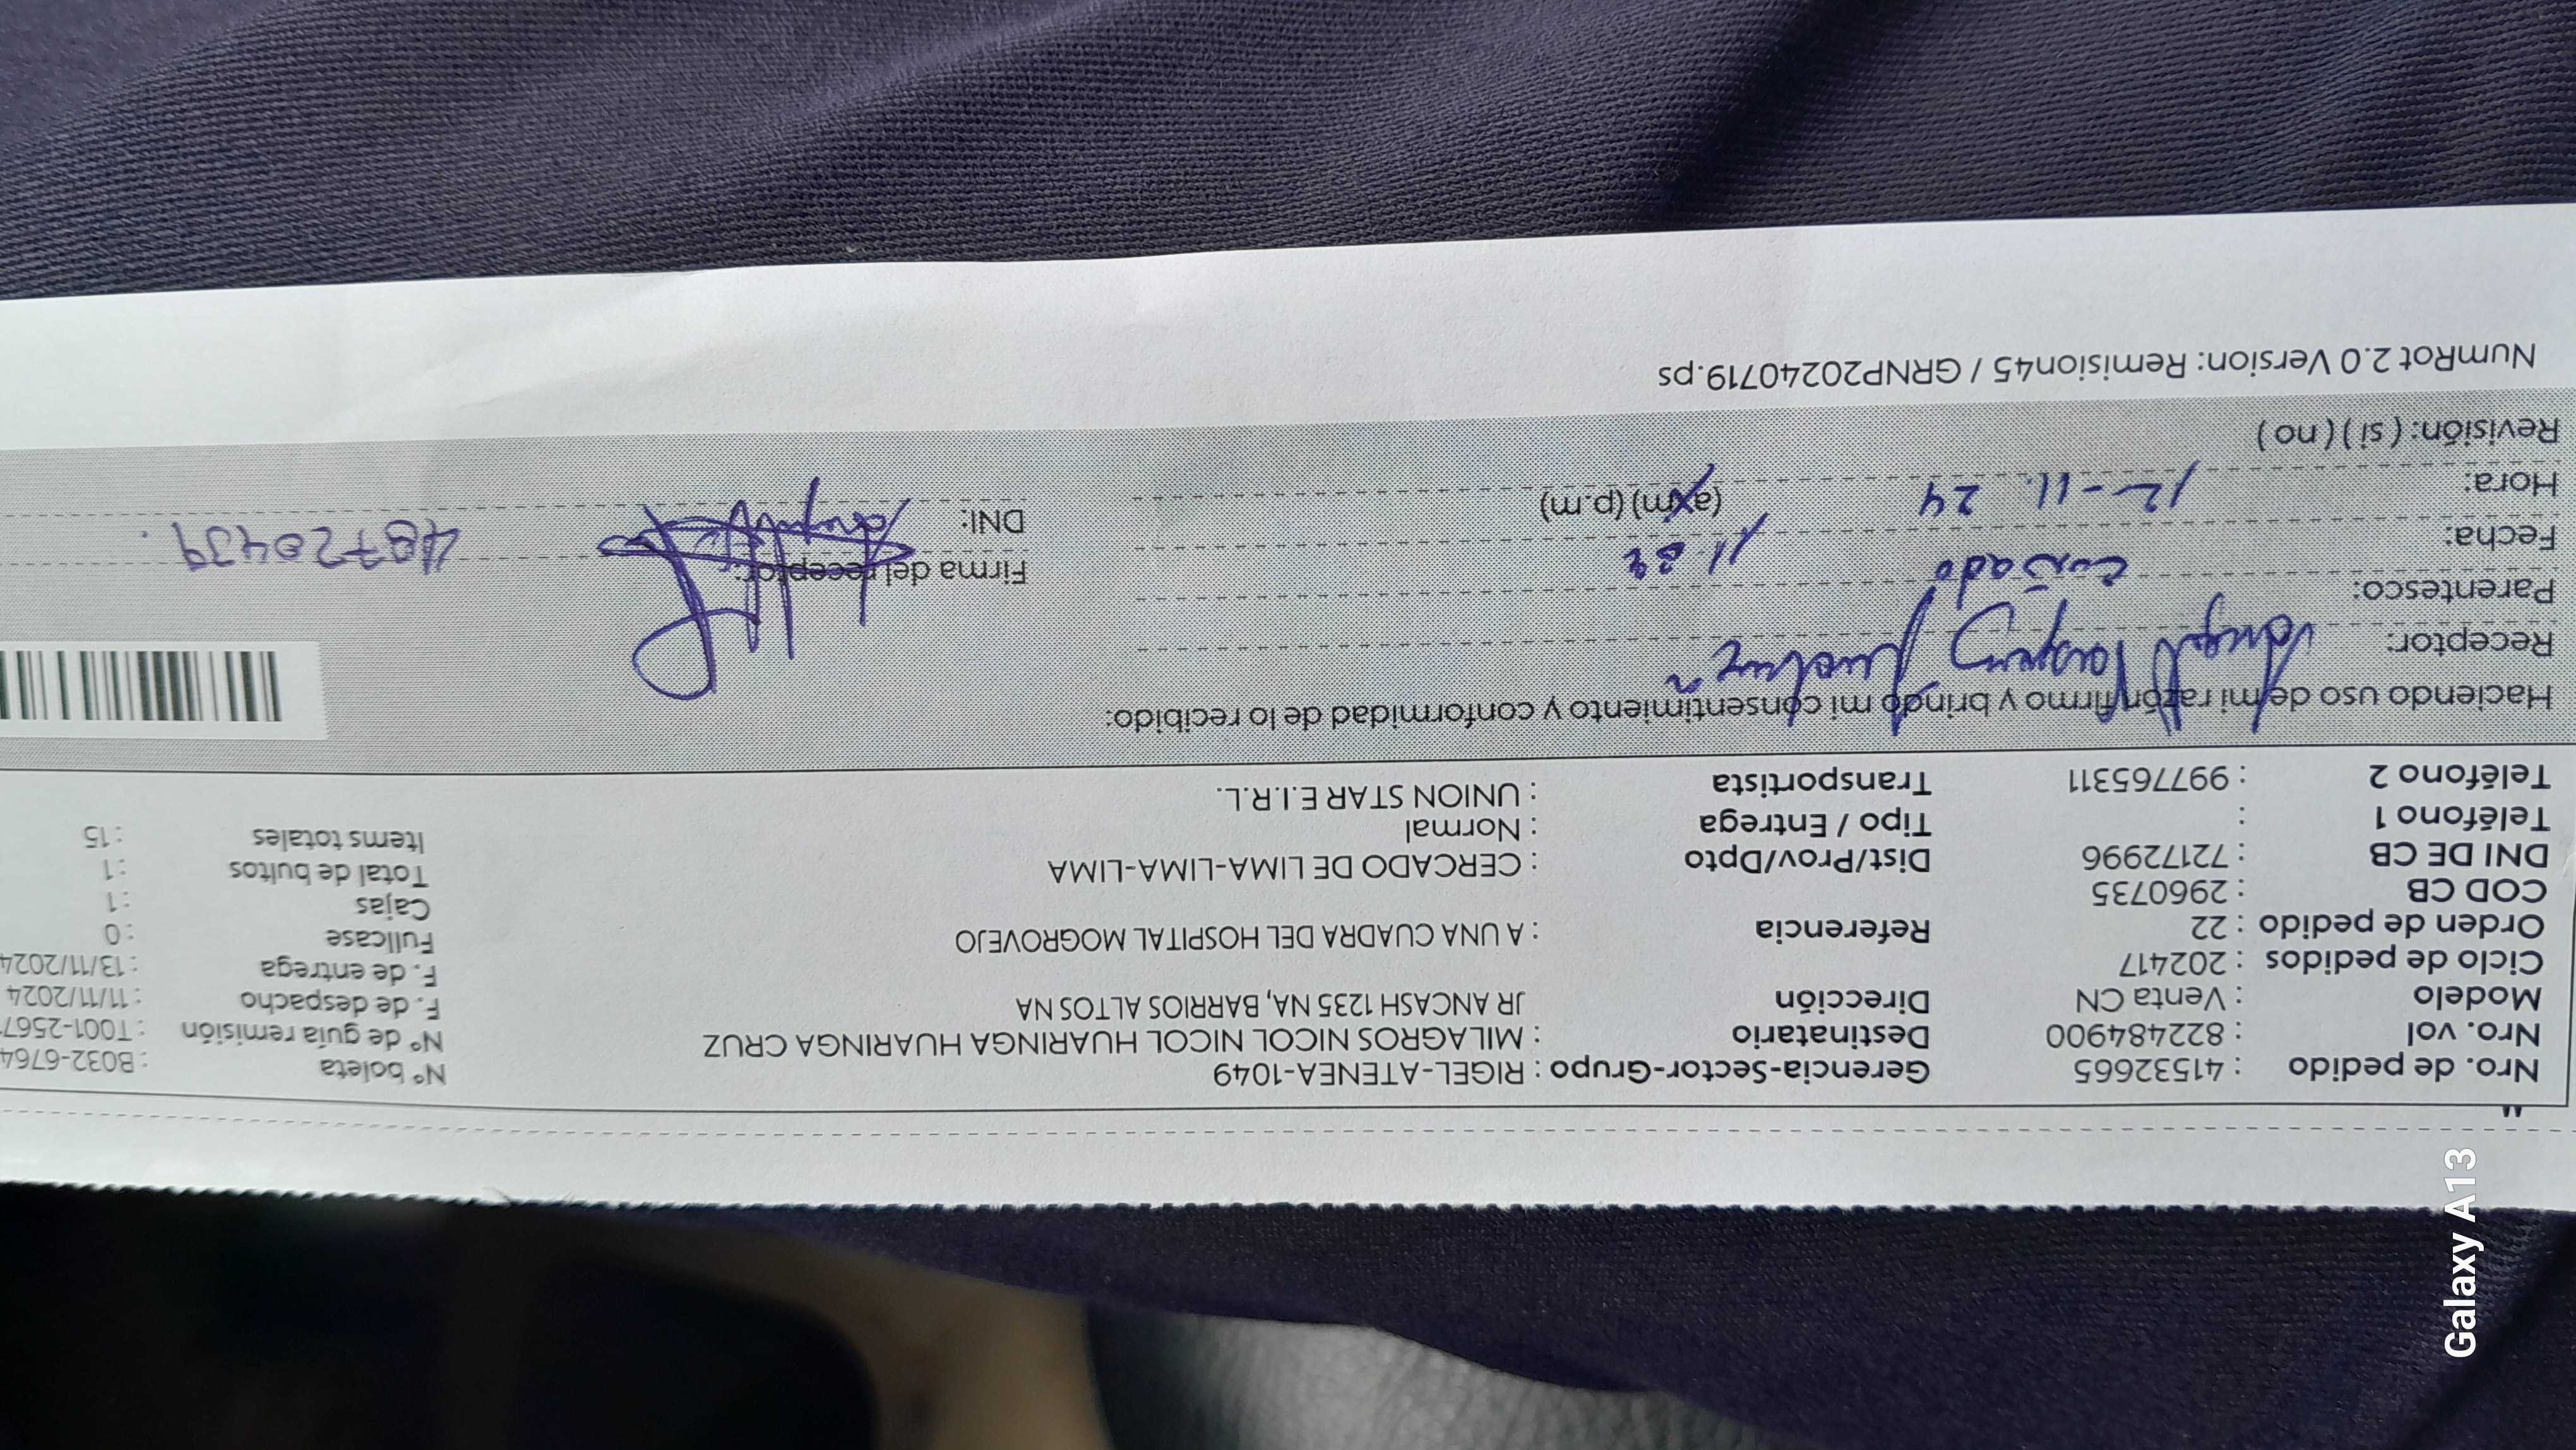 Nro. de pedido : 41532665 Gerencia-Sector-Grupo : RIGEL-ATENEA-1049 N° boleta : B032-6764
Nro. vol : 822484900 Destinatario : MILAGROS NICOL NICOL HUARINGA HUARINGA CRUZ N° de guía remisión : T001-2567
Modelo : Venta CN Dirección : JR ANCASH 1235 NA, BARRIOS ALTOS NA F. de despacho : 11/11/2024
Ciclo de pedidos : 202417 F. de entrega : 13/11/2024
Orden de pedido : 22 Referencia : A UNA CUADRA DEL HOSPITAL MOGROVEJO Fullcase : 0
COD CB : 2960735 Cajas : 1
DNI DE CB : 72172996 Dist/Prov/Dpto : CERCADO DE LIMA-LIMA-LIMA Total de bultos : 1
Teléfono 1 : Tipo / Entrega : Normal Items totales : 15
Teléfono 2 : 997765311 Transportista : UNION STAR E.I.R.L.
Haciendo uso de mi razón firmo y brindo mi consentimiento y conformidad de lo recibido:
Receptor:
Parentesco: cuñado
Firma del receptor:
Fecha: 12-11. 24
DNI: 48720439.
Hora: (a.m) (p.m)
Revisión: ( si ) ( no )
NumRot 2.0 Version: Remision45 / GRNP20240719.ps
Galaxy A13